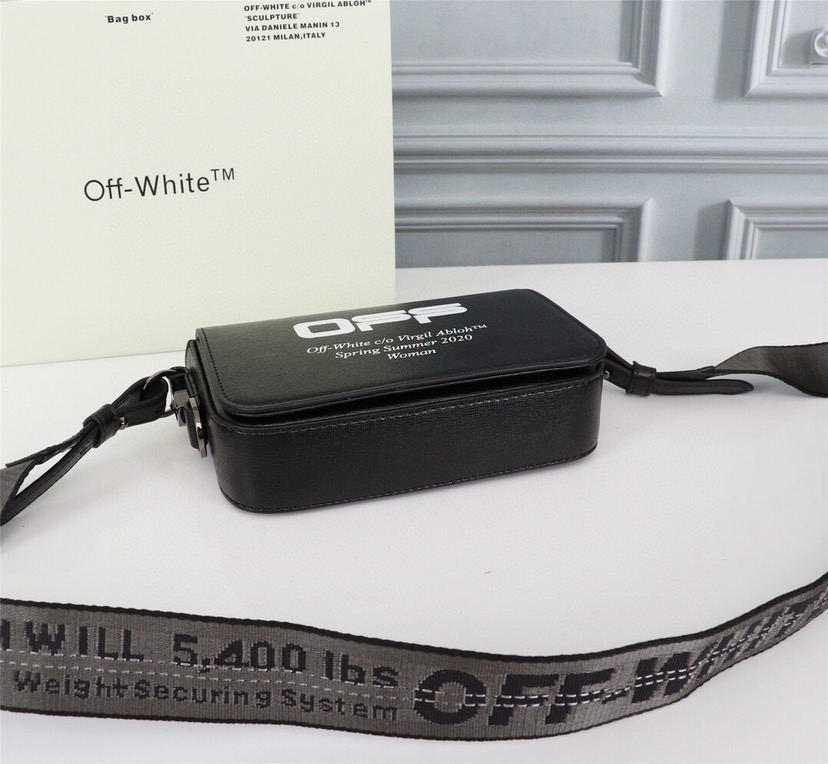 "Bag box"
OFF-WHITE c/o VIRGIL ABLOH™
"SCULPTURE"
VIA DANIELE MANIN 13
20121 MILAN,ITALY
Off-White™
OFF
Off-White c/o Virgil Abloh™
Spring Summer 2020
Woman
WILL 5,400 lbs
Weight Securing System
OFF-WHITE